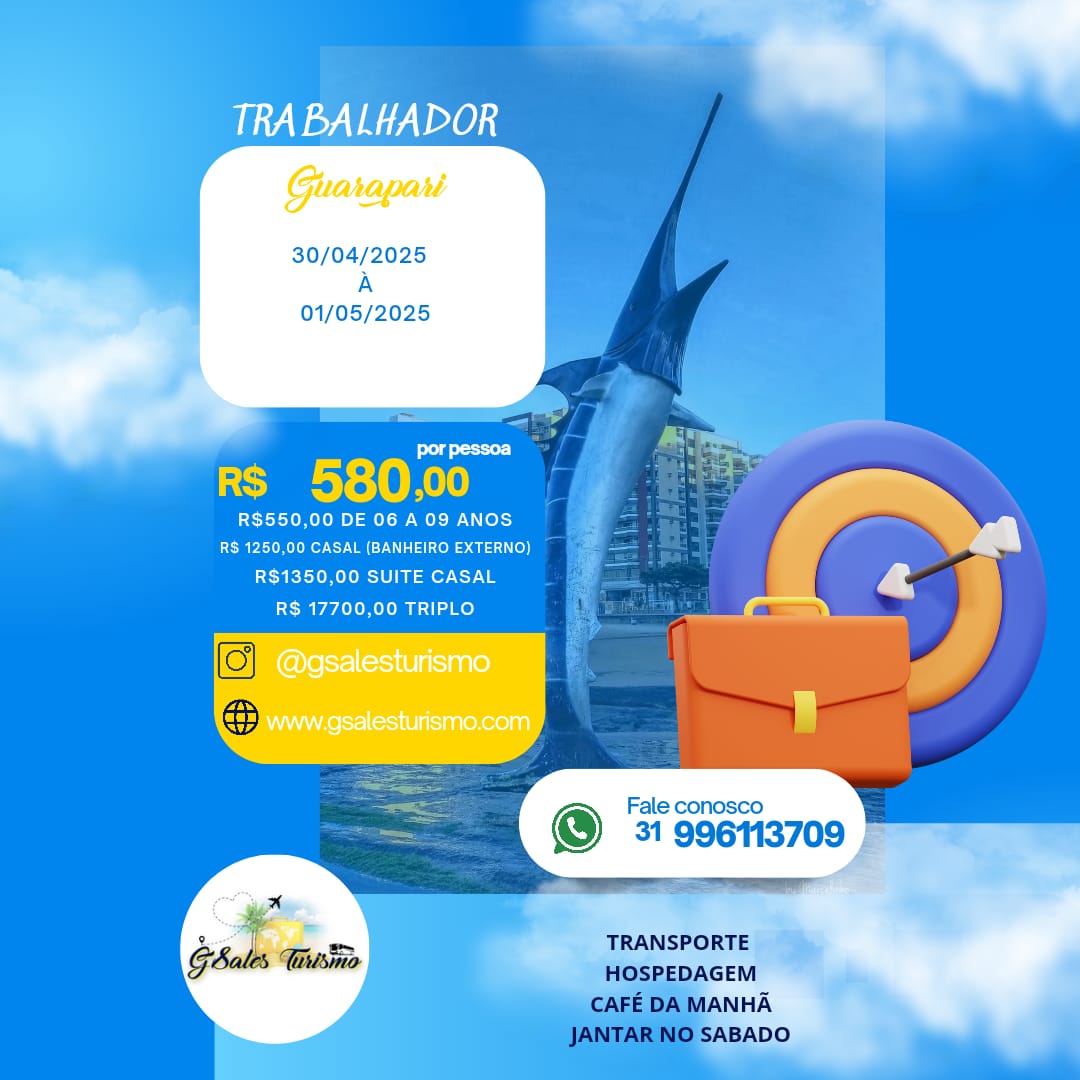 TRABALHADOR
Guarapari
30/04/2025
À
01/05/2025
por pessoa
R$ 580,00
R$550,00 DE 06 A 09 ANOS
R$ 1250,00 CASAL (BANHEIRO EXTERNO)
R$1350,00 SUITE CASAL
R$ 17700,00 TRIPLO
@gsalesturismo
www.gsalesturismo.com
Fale conosco
31 996113709
GSales Turismo
TRANSPORTE
HOSPEDAGEM
CAFÉ DA MANHÃ
JANTAR NO SABADO